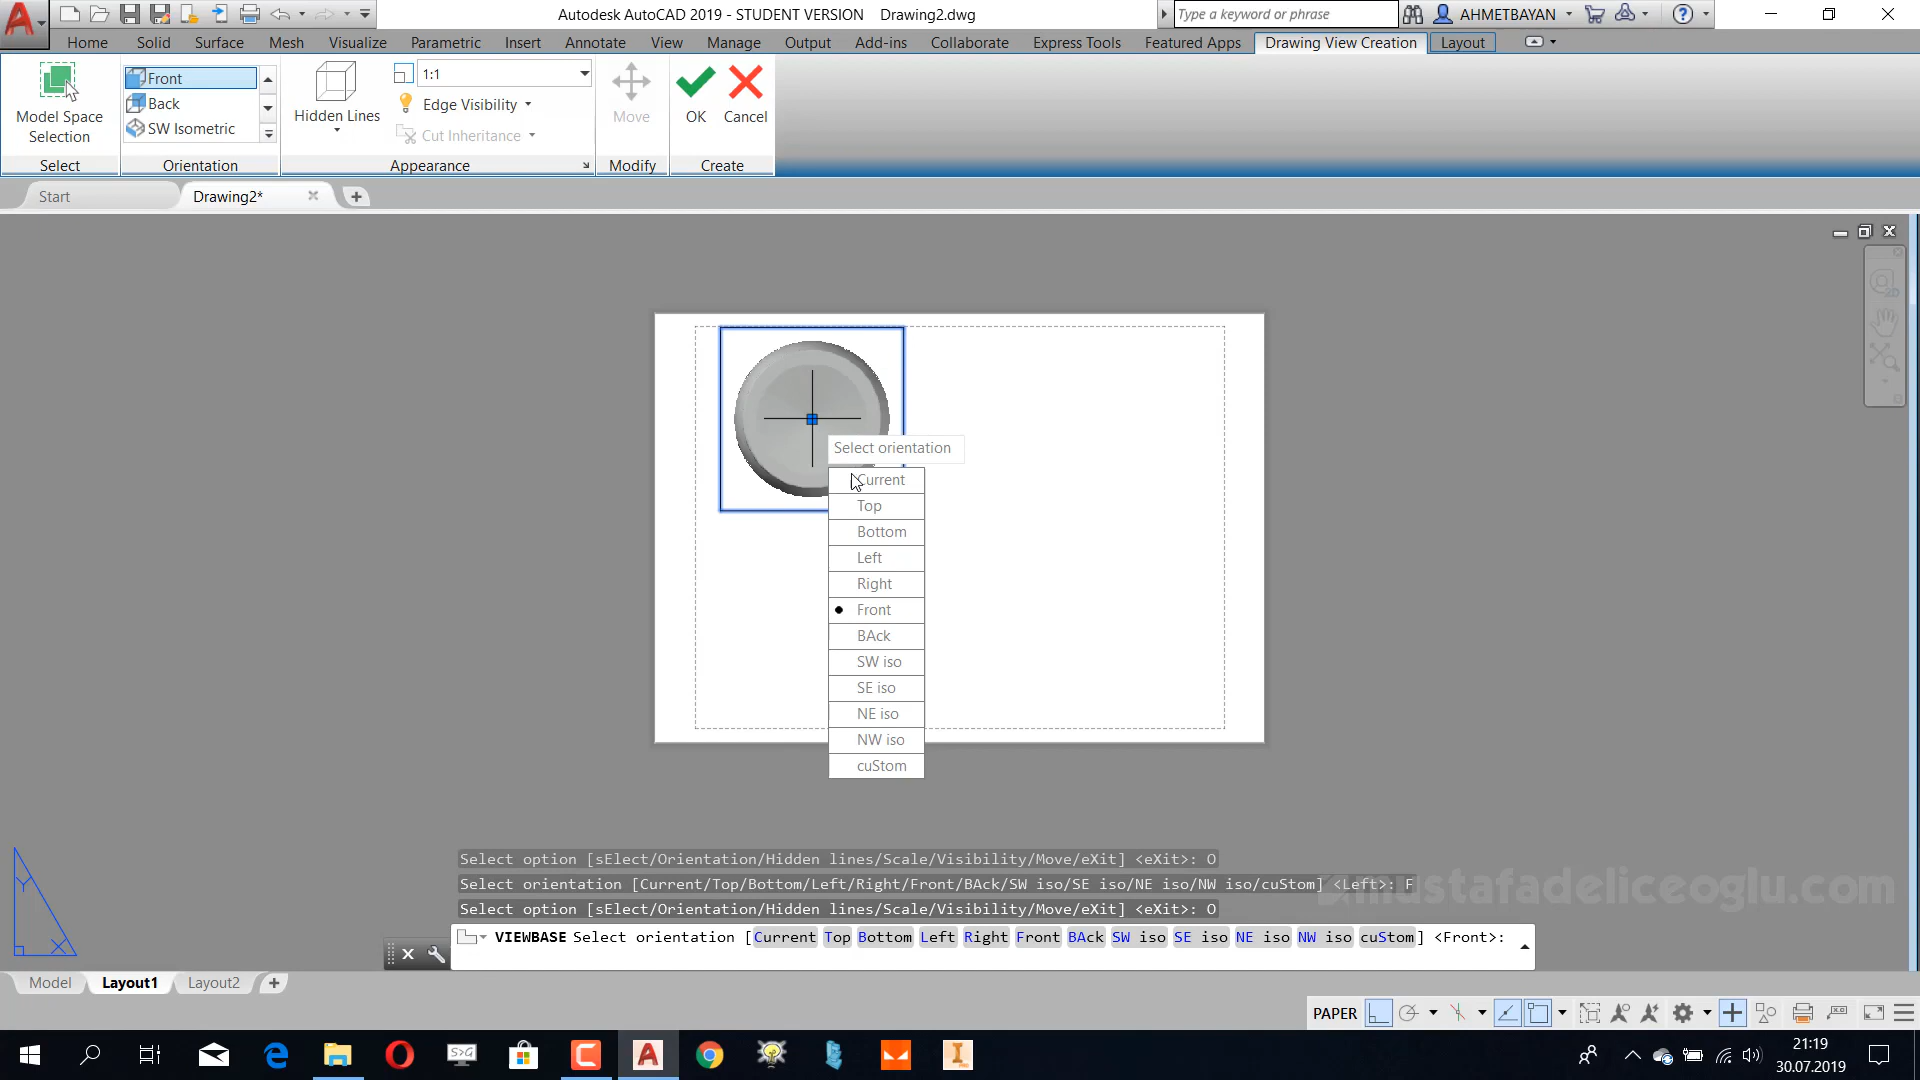 Autodesk AutoCAD 2019 - STUDENT VERSION Drawing2.dwg
Type a keyword or phrase
AHMETBAYAN
Home Solid Surface Mesh Visualize Parametric Insert Annotate View Manage Output Add-ins Collaborate Express Tools Featured Apps Drawing View Creation Layout
Model Space
Selection
Select
Front
Back
SW Isometric
Orientation
Hidden Lines
1:1
Edge Visibility
Cut Inheritance
Appearance
Move
Modify
OK
Cancel
Create
Start
Drawing2*
2D
Select orientation
Current
Top
Bottom
Left
Right
Front
BAck
SW iso
SE iso
NE iso
NW iso
cuStom
Select option [sElect/Orientation/Hidden lines/Scale/Visibility/Move/eXit] <eXit>: O
Select orientation [Current/Top/Bottom/Left/Right/Front/BAck/SW iso/SE iso/NE iso/NW iso/cuStom] <Left>: F
Select option [sElect/Orientation/Hidden lines/Scale/Visibility/Move/eXit] <eXit>: O
VIEWBASE Select orientation [Current Top Bottom Left Right Front BAck SW iso SE iso NE iso NW iso cuStom] <Front>:
mustafadeliceoglu.com
Y
X
Model
Layout1
Layout2
PAPER
S>G
21:19
30.07.2019